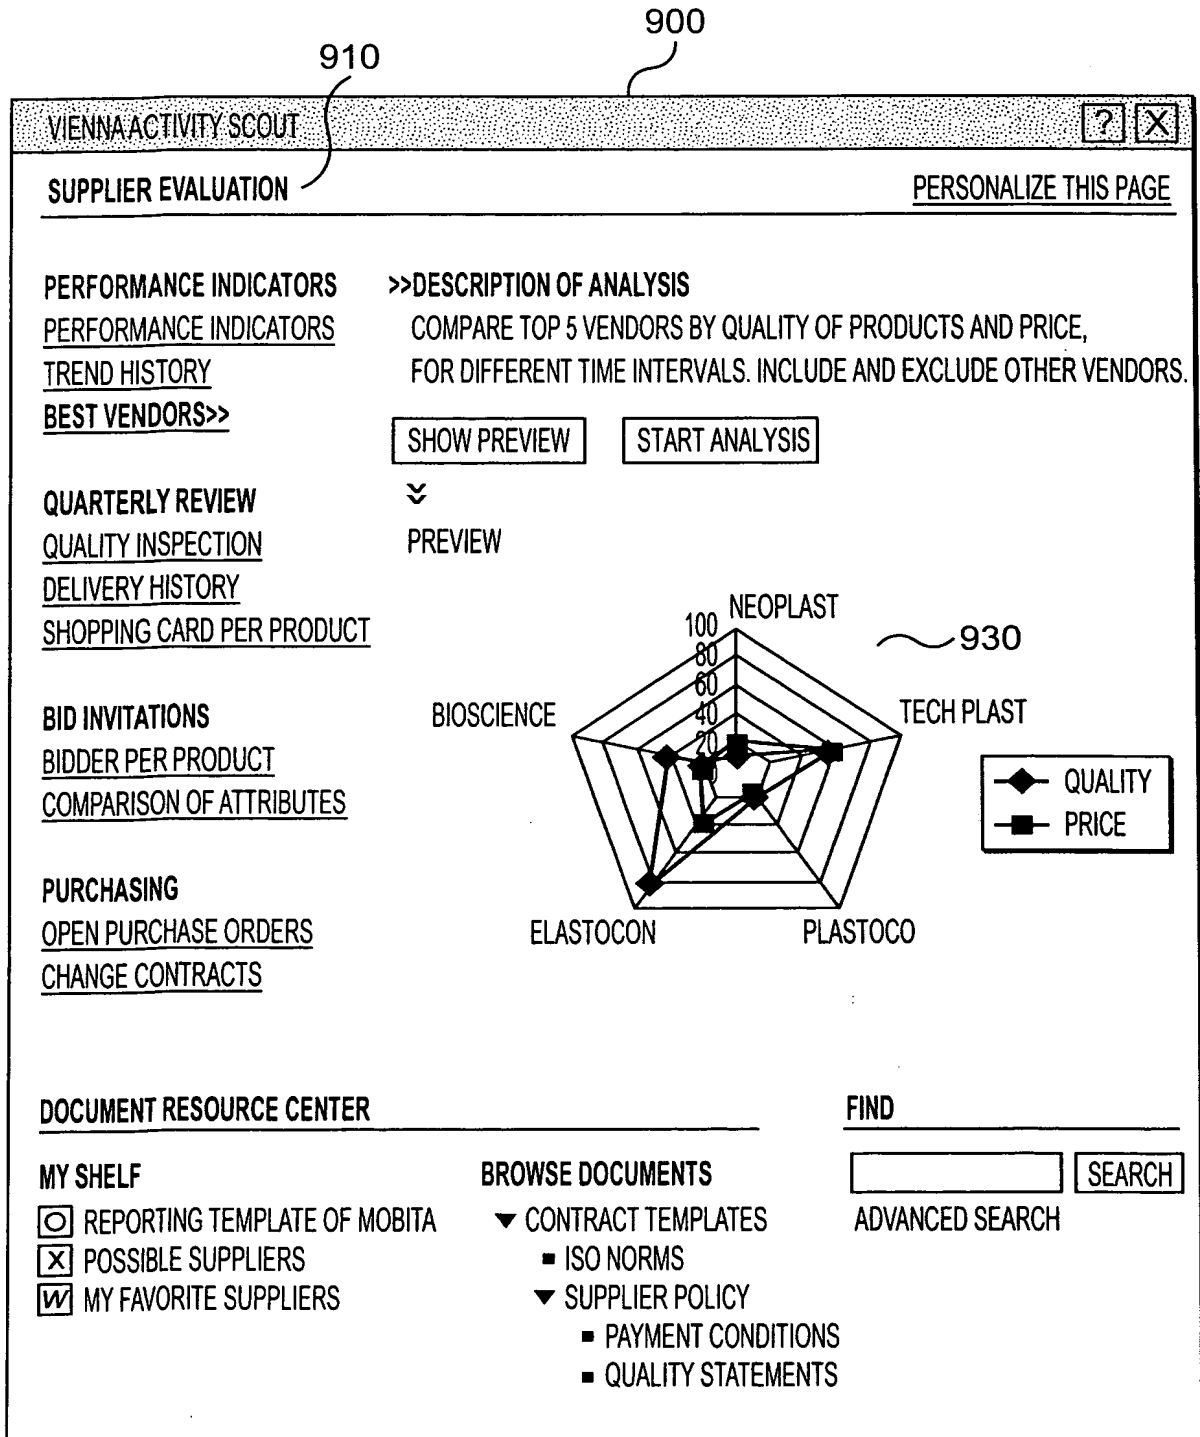 900
910
VIENNA ACTIVITY SCOUT
? X
SUPPLIER EVALUATION
PERSONALIZE THIS PAGE
PERFORMANCE INDICATORS
PERFORMANCE INDICATORS
TREND HISTORY
BEST VENDORS>>
>>DESCRIPTION OF ANALYSIS
COMPARE TOP 5 VENDORS BY QUALITY OF PRODUCTS AND PRICE,
FOR DIFFERENT TIME INTERVALS. INCLUDE AND EXCLUDE OTHER VENDORS.
SHOW PREVIEW
START ANALYSIS
QUARTERLY REVIEW
QUALITY INSPECTION
DELIVERY HISTORY
SHOPPING CARD PER PRODUCT
PREVIEW
NEOPLAST
930
100
80
60
40
20
0
BIOSCIENCE
TECH PLAST
ELASTOCON
PLASTOCO
QUALITY
PRICE
BID INVITATIONS
BIDDER PER PRODUCT
COMPARISON OF ATTRIBUTES
PURCHASING
OPEN PURCHASE ORDERS
CHANGE CONTRACTS
DOCUMENT RESOURCE CENTER
MY SHELF
O REPORTING TEMPLATE OF MOBITA
X POSSIBLE SUPPLIERS
W MY FAVORITE SUPPLIERS
BROWSE DOCUMENTS
CONTRACT TEMPLATES
ISO NORMS
SUPPLIER POLICY
PAYMENT CONDITIONS
QUALITY STATEMENTS
FIND
SEARCH
ADVANCED SEARCH